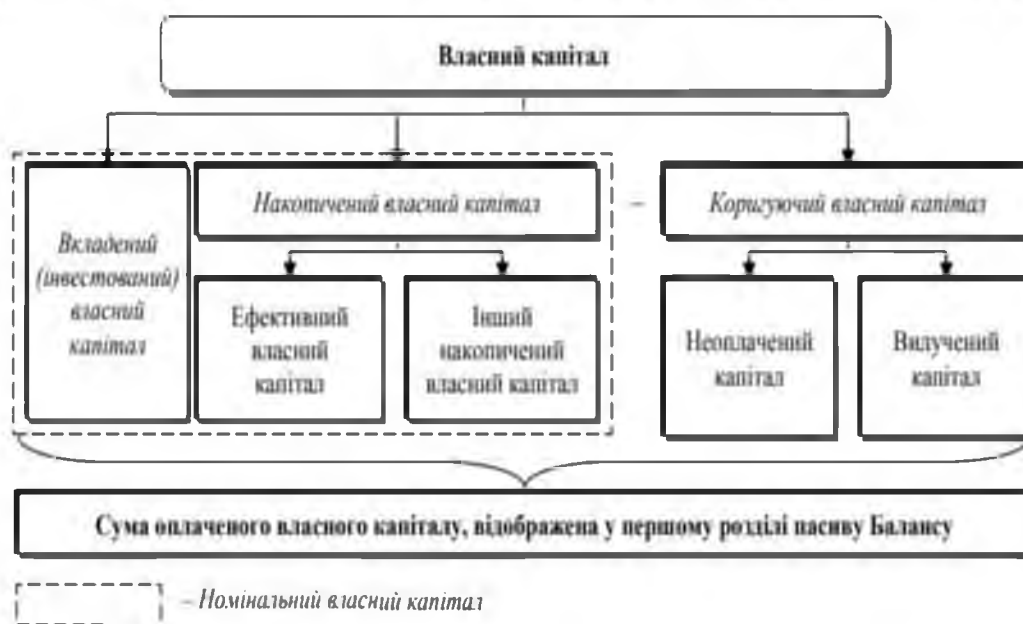 Власний капітал
Вкладений
(інвестований)
власний
капітал
Накопичений власний капітал
–
Коригуючий власний капітал
Ефективний
власний
капітал
Інший
накопичений
власний капітал
Неоплачений
капітал
Вилучений
капітал
Сума оплаченого власного капіталу, відображена у першому розділі пасиву Балансу
– Номінальний власний капітал